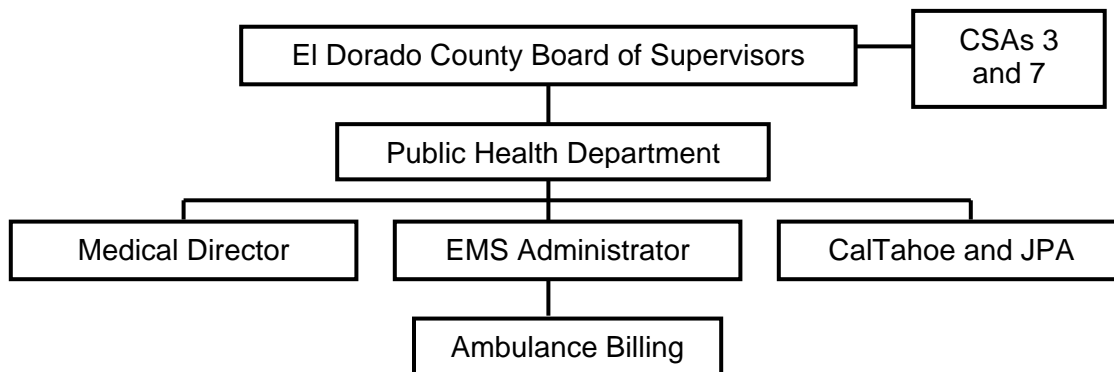 El Dorado County Board of Supervisors
CSAs 3
and 7
Public Health Department
Medical Director
EMS Administrator
CalTahoe and JPA
Ambulance Billing